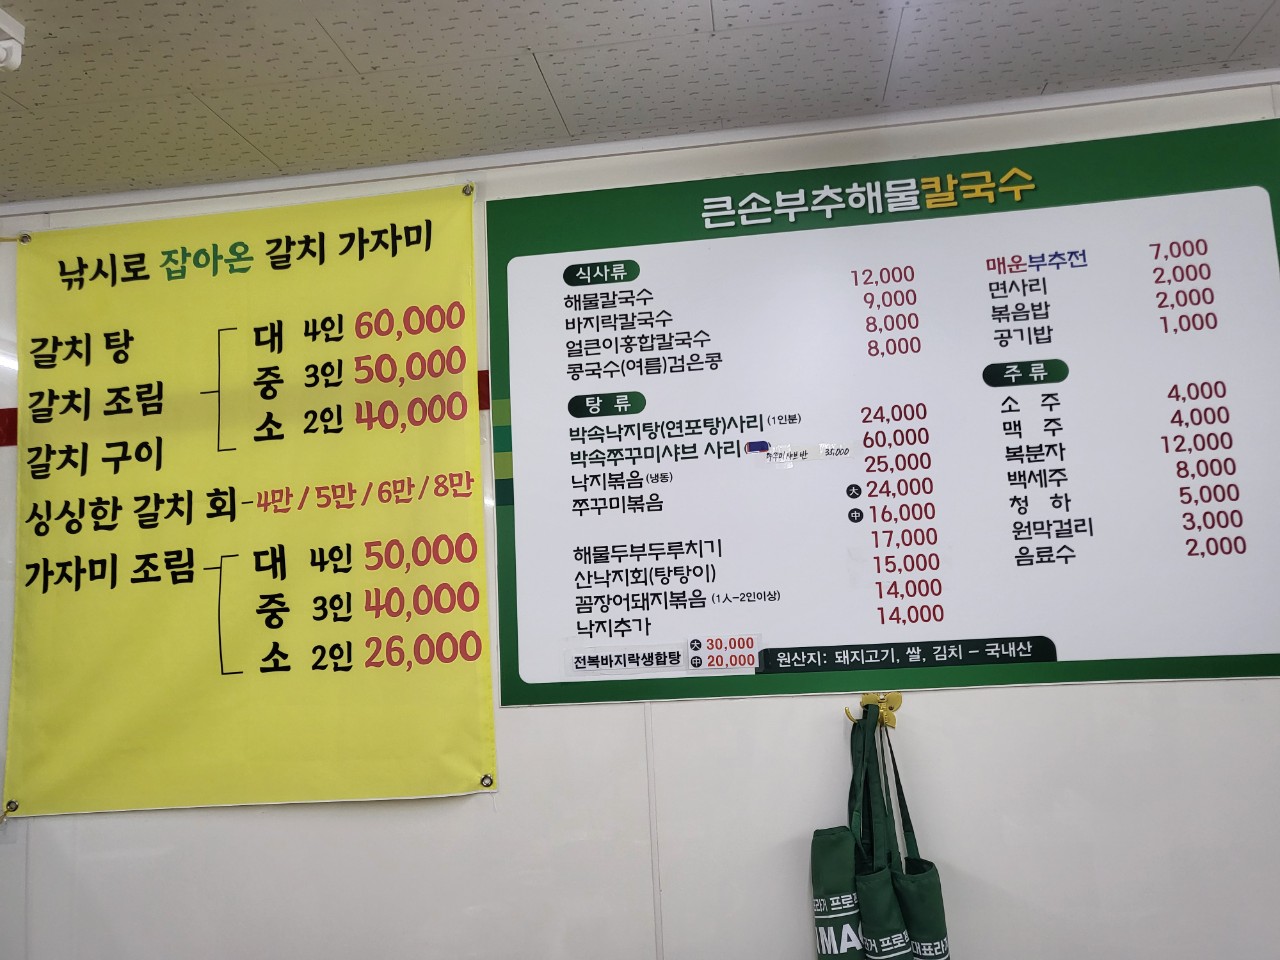 낚시로 잡아온 갈치 가자미
갈치 탕
갈치 조림
갈치 구이
대 4인 60,000
중 3인 50,000
소 2인 40,000
싱싱한 갈치 회-4만/5만/6만/8만
가자미 조림
대 4인 50,000
중 3인 40,000
소 2인 26,000
큰손부추해물칼국수
식사류
해물칼국수 12,000
바지락칼국수 9,000
얼큰이홍합칼국수 8,000
콩국수(여름)검은콩 8,000
탕 류
박속낙지탕(연포탕)사리(1인분) 24,000
박속쭈꾸미샤브 사리 60,000
샤브 반 35,000
낙지볶음(냉동) 25,000
쭈꾸미볶음 大 24,000
中 16,000
해물두부두루치기 17,000
산낙지회(탕탕이) 15,000
꼼장어돼지볶음 (1人-2인이상) 14,000
낙지추가 14,000
전복바지락생합탕 大 30,000
中 20,000
원산지: 돼지고기, 쌀, 김치 - 국내산
매운부추전 7,000
면사리 2,000
볶음밥 2,000
공기밥 1,000
주 류
소 주 4,000
맥 주 4,000
복분자 12,000
백세주 8,000
청 하 5,000
원막걸리 3,000
음료수 2,000
프로
MA
프로
대표라